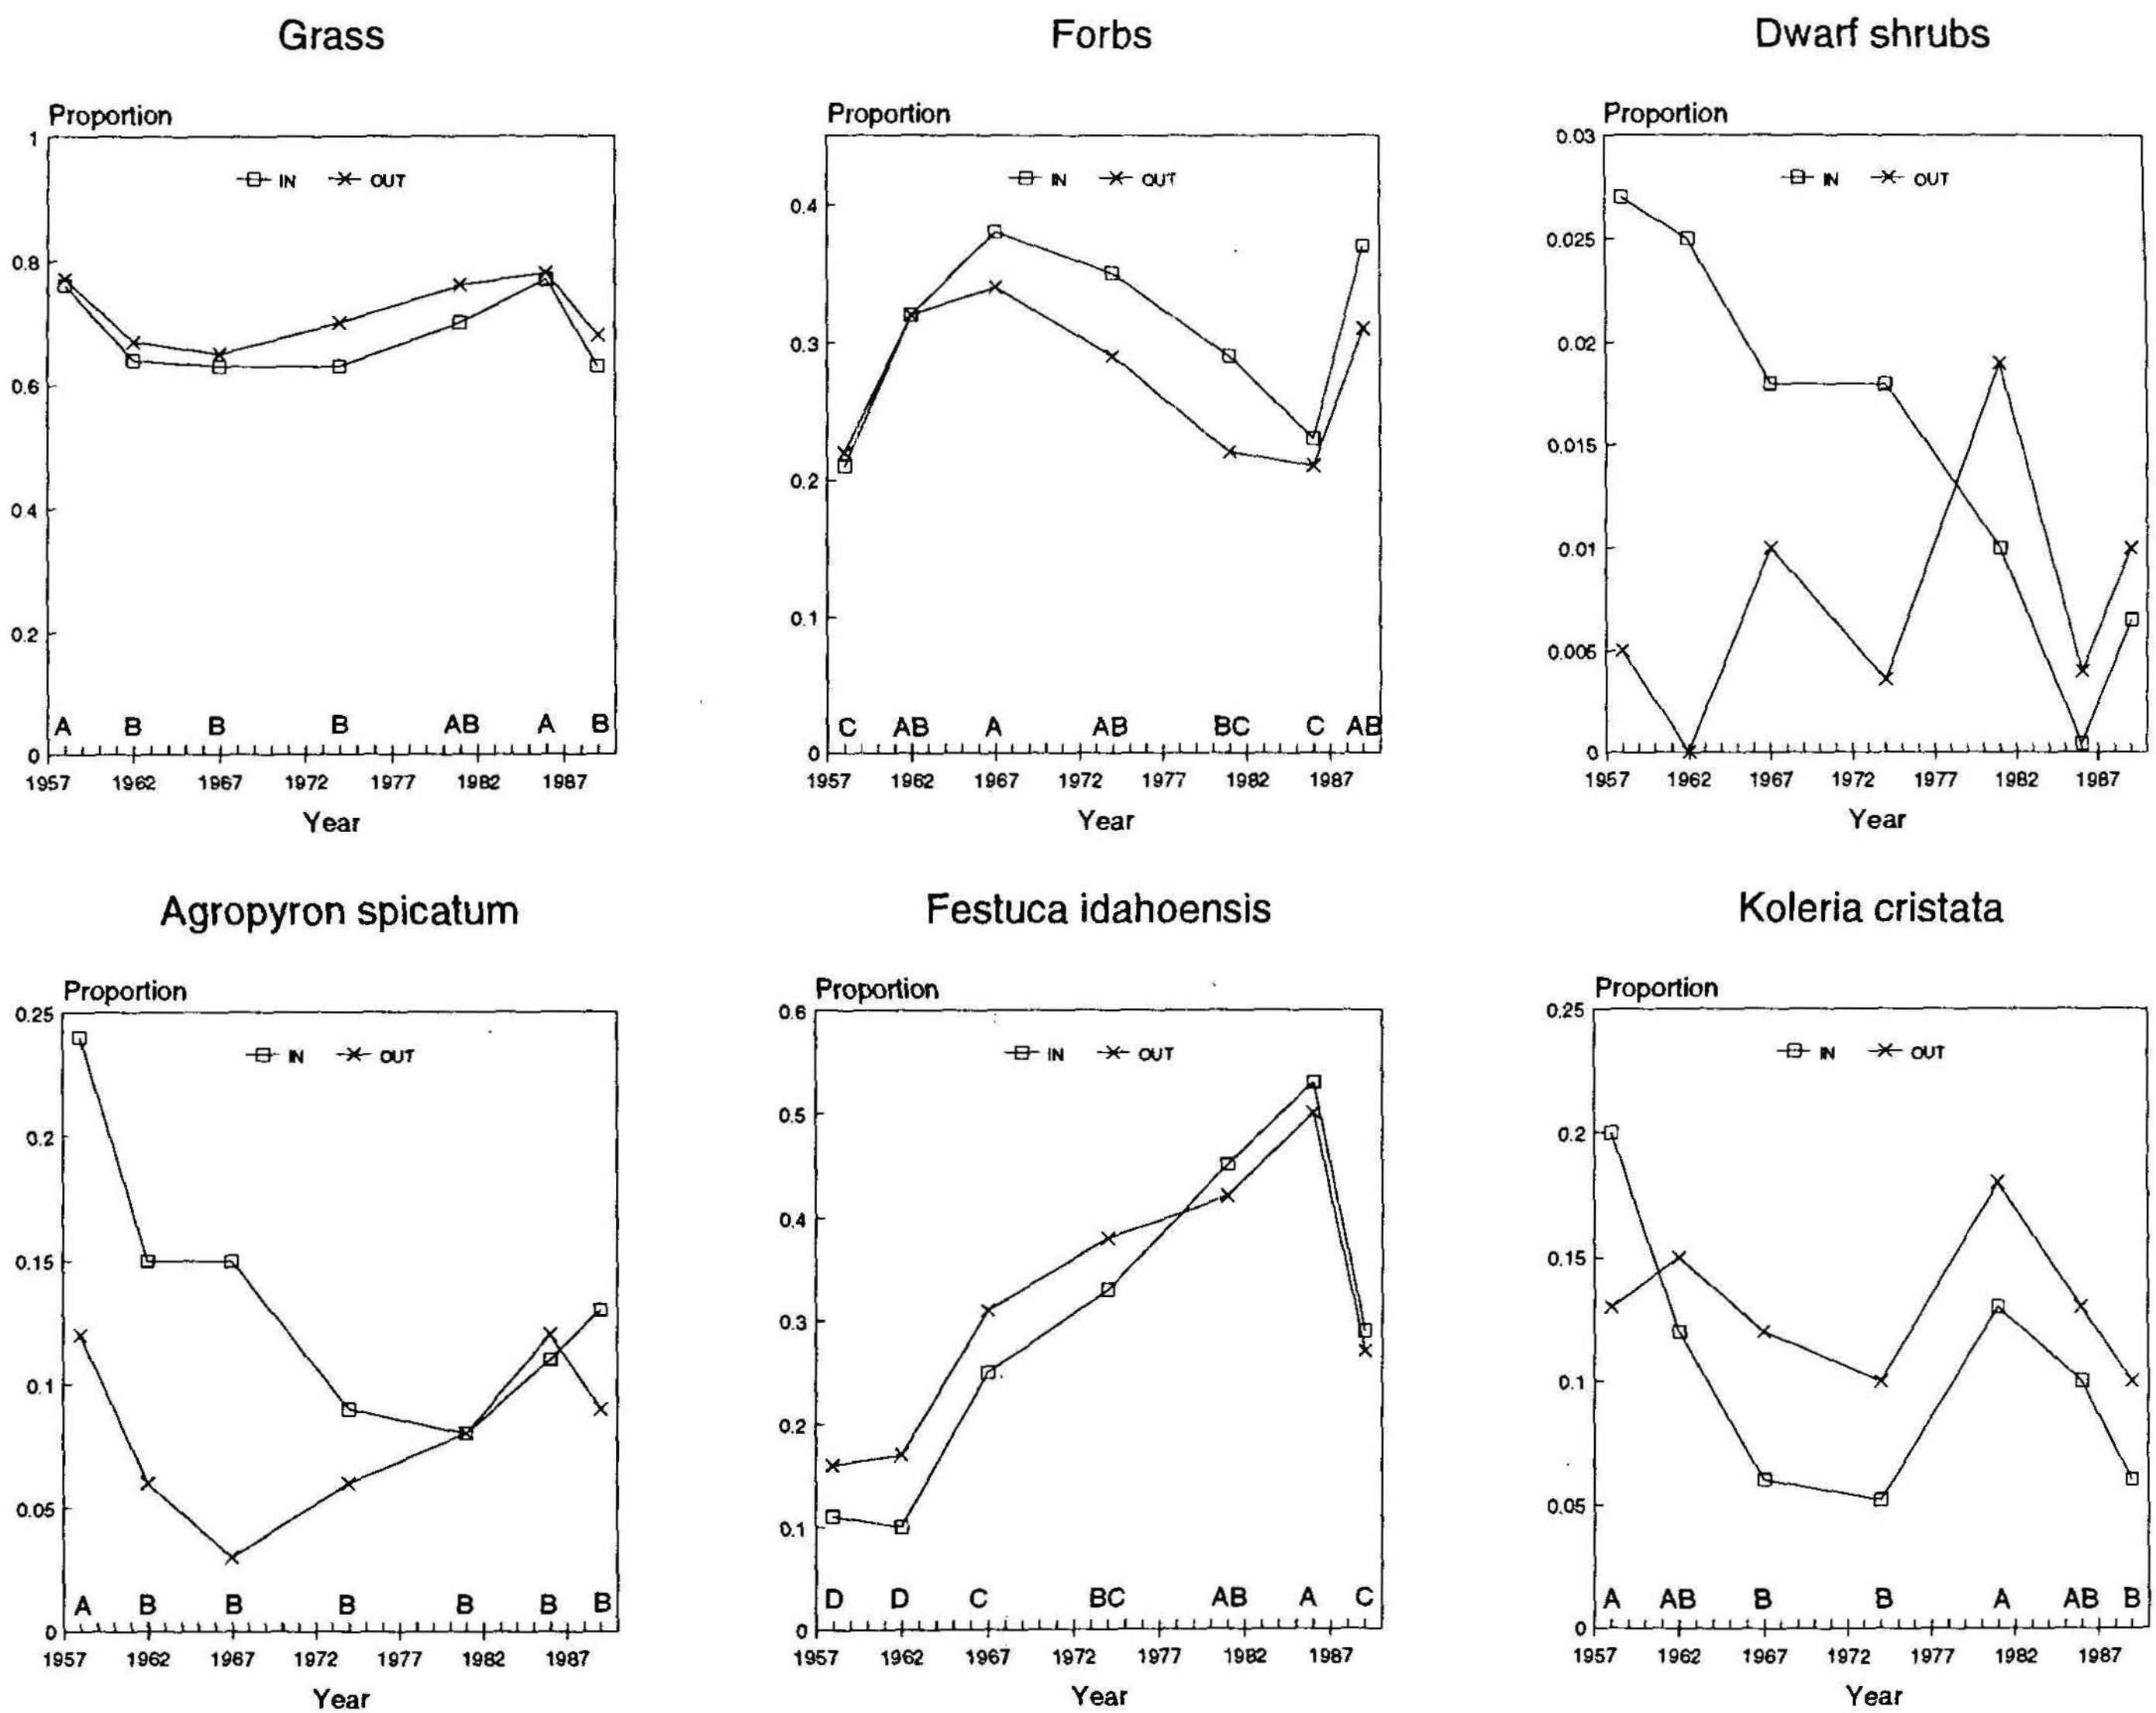 Grass
Proportion
IN OUT
1
0.8
0.6
0.4
0.2
0
A B B B AB A B
1957 1962 1967 1972 1977 1982 1987
Year
Forbs
Proportion
IN OUT
0.4
0.3
0.2
0.1
0
C AB A AB BC C AB
1957 1962 1967 1972 1977 1982 1987
Year
Dwarf shrubs
Proportion
IN OUT
0.03
0.025
0.02
0.015
0.01
0.005
0
1957 1962 1967 1972 1977 1982 1987
Year
Agropyron spicatum
Proportion
IN OUT
0.25
0.2
0.15
0.1
0.05
0
A B B B B B B
1957 1962 1967 1972 1977 1982 1987
Year
Festuca idahoensis
Proportion
IN OUT
0.6
0.5
0.4
0.3
0.2
0.1
0
D D C BC AB A C
1957 1962 1967 1972 1977 1982 1987
Year
Koleria cristata
Proportion
IN OUT
0.25
0.2
0.15
0.1
0.05
0
A AB B B A AB B
1957 1962 1967 1972 1977 1982 1987
Year